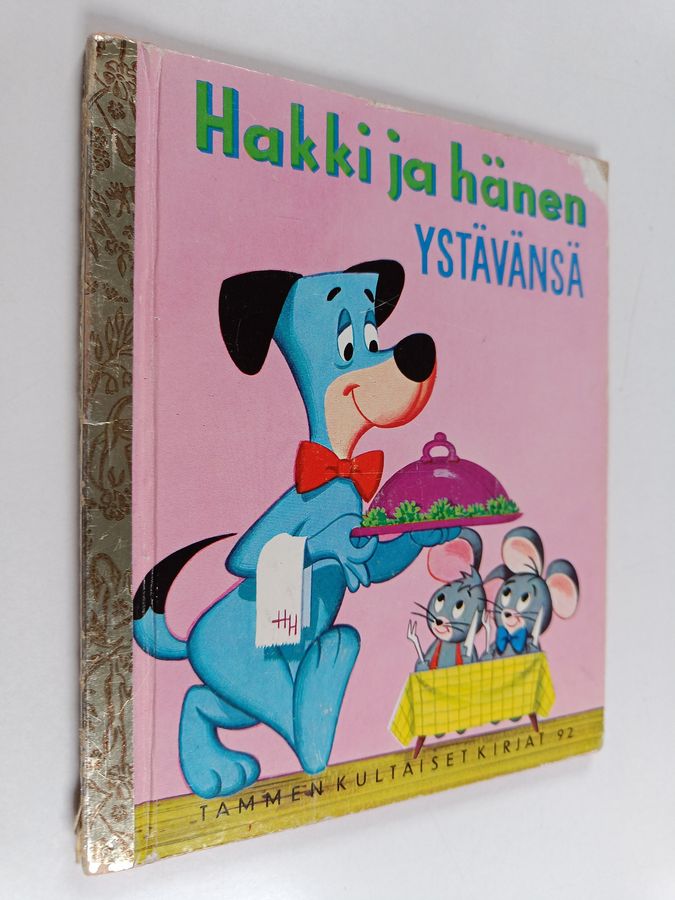 Hakki ja hänen
YSTÄVÄNSÄ
HH
TAMMEN KULTAISET KIRJAT 92